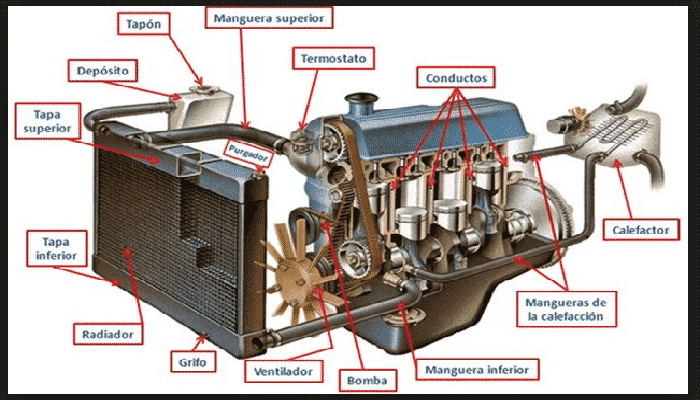 Manguera superior
Tapón
Termostato
Depósito
Conductos
Tapa
superior
Purgador
Calefactor
Tapa
inferior
Mangueras de
la calefacción
Radiador
Grifo
Ventilador
Bomba
Manguera inferior